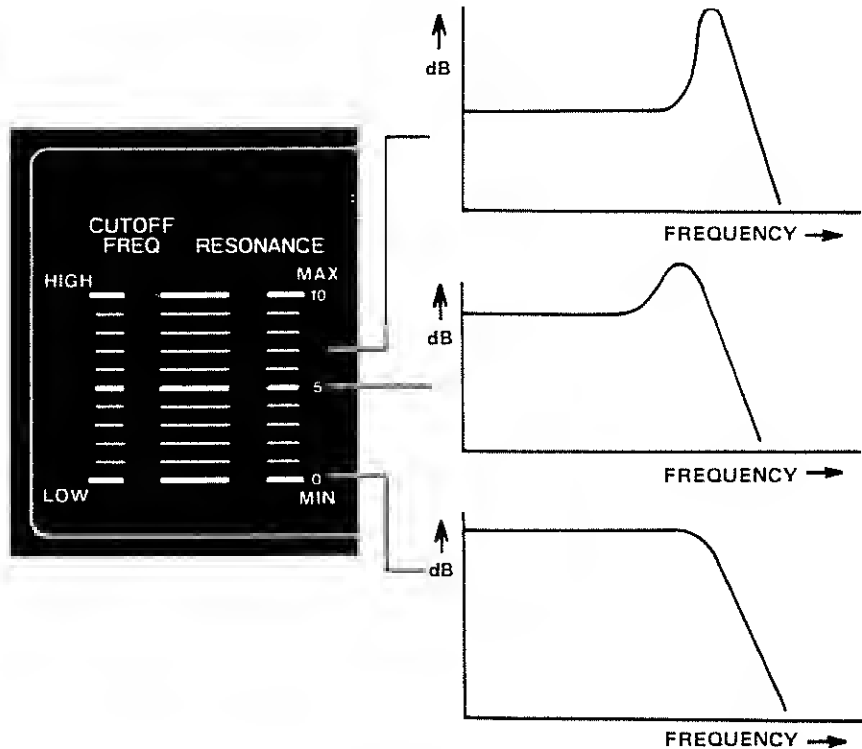 CUTOFF
FREQ
RESONANCE
HIGH
MAX
10
5
0
LOW
MIN
dB
FREQUENCY
dB
FREQUENCY
dB
FREQUENCY